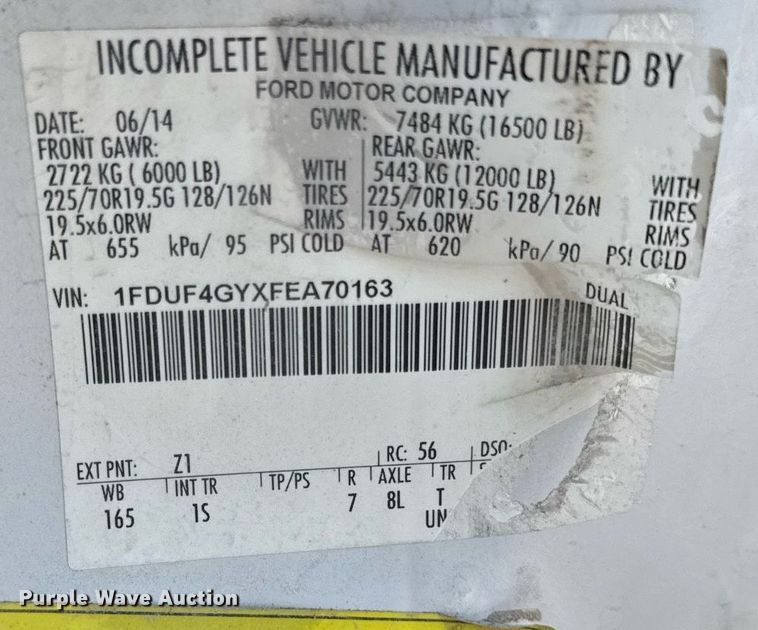 INCOMPLETE VEHICLE MANUFACTURED BY
FORD MOTOR COMPANY
DATE: 06/14 GVWR: 7484 KG (16500 LB)
FRONT GAWR: REAR GAWR:
2722 KG ( 6000 LB) WITH 5443 KG (12000 LB) WITH
225/70R19.5G 128/126N TIRES 225/70R19.5G 128/126N TIRES
19.5x6.0RW RIMS 19.5x6.0RW RIMS
AT 655 kPa/ 95 PSI COLD AT 620 kPa/ 90 PSI COLD
VIN: 1FDUF4GYXFEA70163 DUAL
EXT PNT: Z1 RC: 56 DSO:
WB INT TR TP/PS R AXLE TR
165 1S 7 8L T
UN
Purple Wave Auction